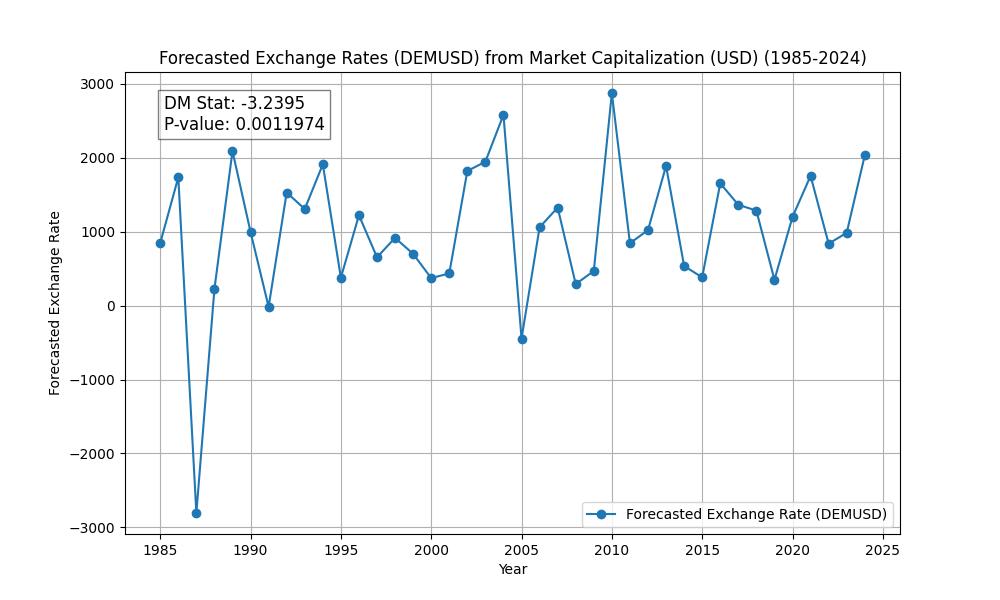 Forecasted Exchange Rates (DEMUSD) from Market Capitalization (USD) (1985-2024)
DM Stat: -3.2395
P-value: 0.0011974
3000
2000
1000
0
−1000
−2000
−3000
Forecasted Exchange Rate
Forecasted Exchange Rate (DEMUSD)
1985 1990 1995 2000 2005 2010 2015 2020 2025
Year